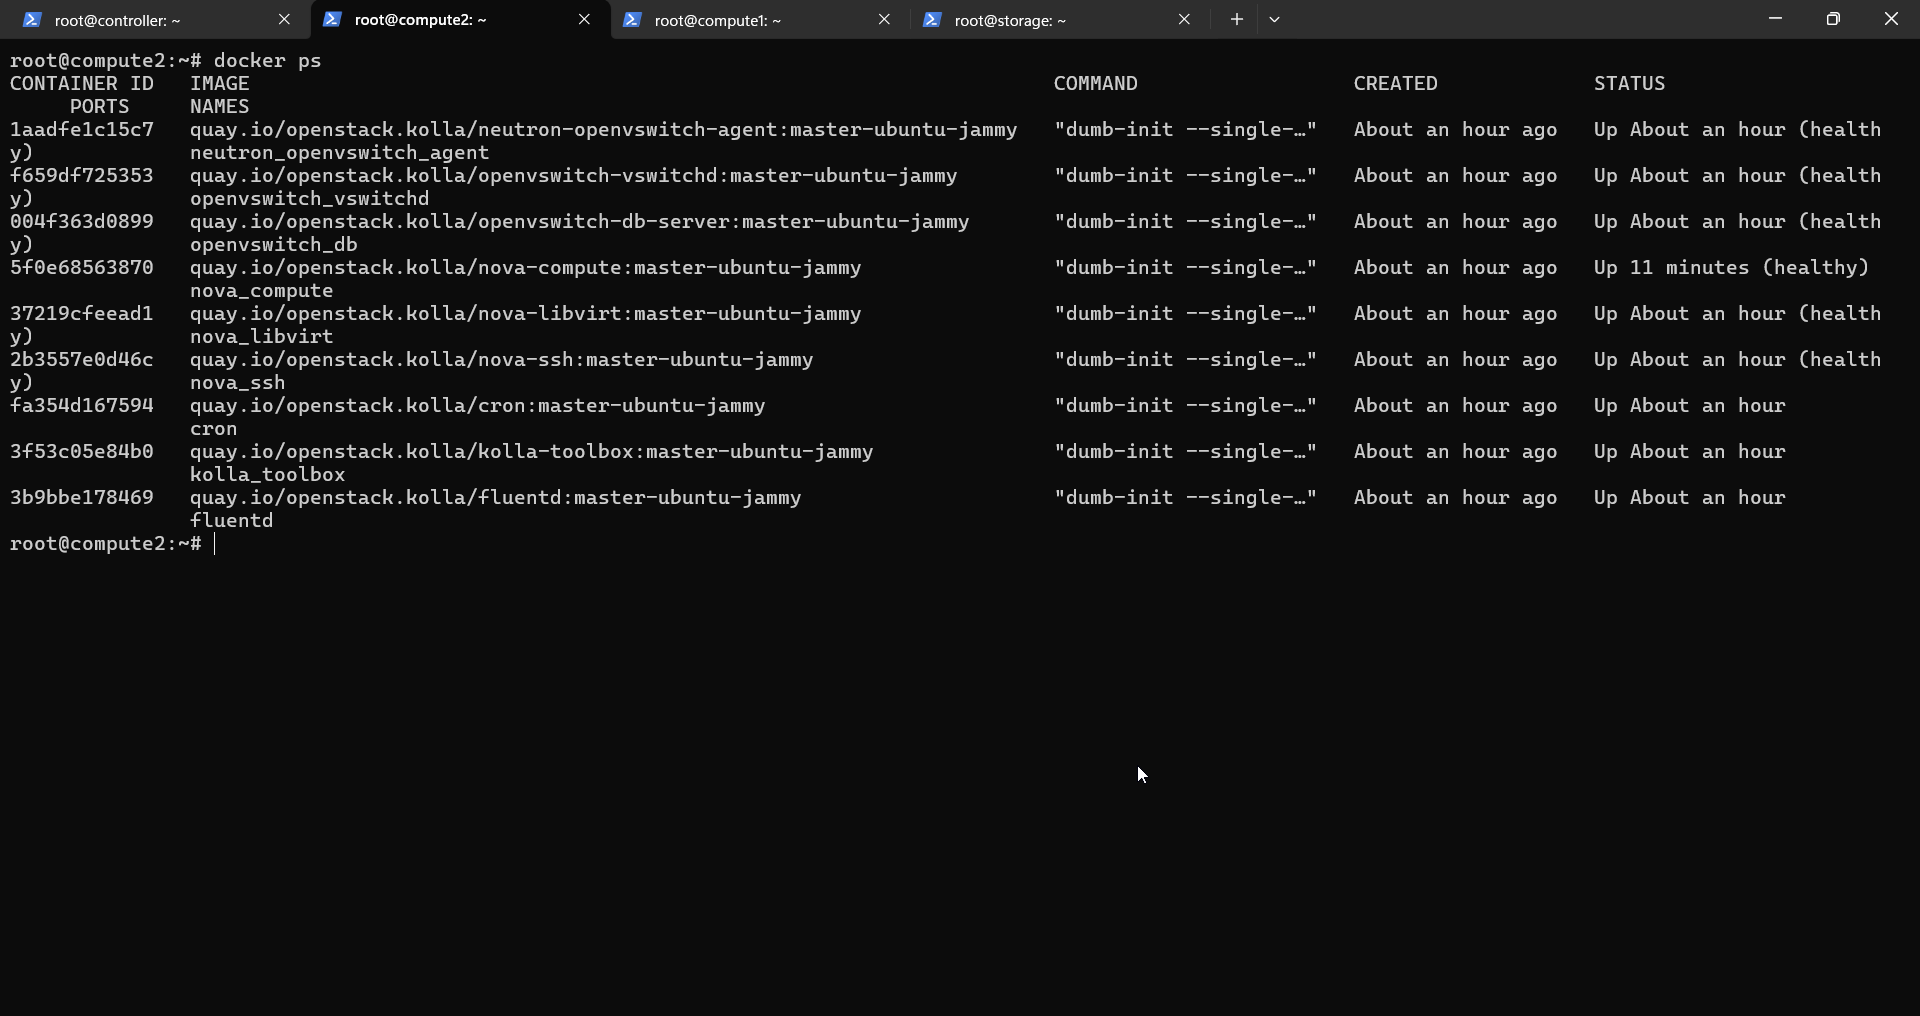 root@controller: ~ root@compute2: ~ root@compute1: ~ root@storage: ~
root@compute2:~# docker ps
CONTAINER ID   IMAGE                                                                   COMMAND                  CREATED             STATUS
     PORTS     NAMES
1aadfe1c15c7   quay.io/openstack.kolla/neutron-openvswitch-agent:master-ubuntu-jammy   "dumb-init --single-…"   About an hour ago   Up About an hour (health
y)             neutron_openvswitch_agent
f659df725353   quay.io/openstack.kolla/openvswitch-vswitchd:master-ubuntu-jammy        "dumb-init --single-…"   About an hour ago   Up About an hour (health
y)             openvswitch_vswitchd
004f363d0899   quay.io/openstack.kolla/openvswitch-db-server:master-ubuntu-jammy       "dumb-init --single-…"   About an hour ago   Up About an hour (health
y)             openvswitch_db
5f0e68563870   quay.io/openstack.kolla/nova-compute:master-ubuntu-jammy                "dumb-init --single-…"   About an hour ago   Up 11 minutes (healthy)
               nova_compute
37219cfeead1   quay.io/openstack.kolla/nova-libvirt:master-ubuntu-jammy                "dumb-init --single-…"   About an hour ago   Up About an hour (health
y)             nova_libvirt
2b3557e0d46c   quay.io/openstack.kolla/nova-ssh:master-ubuntu-jammy                    "dumb-init --single-…"   About an hour ago   Up About an hour (health
y)             nova_ssh
fa354d167594   quay.io/openstack.kolla/cron:master-ubuntu-jammy                        "dumb-init --single-…"   About an hour ago   Up About an hour
               cron
3f53c05e84b0   quay.io/openstack.kolla/kolla-toolbox:master-ubuntu-jammy               "dumb-init --single-…"   About an hour ago   Up About an hour
               kolla_toolbox
3b9bbe178469   quay.io/openstack.kolla/fluentd:master-ubuntu-jammy                     "dumb-init --single-…"   About an hour ago   Up About an hour
               fluentd
root@compute2:~#